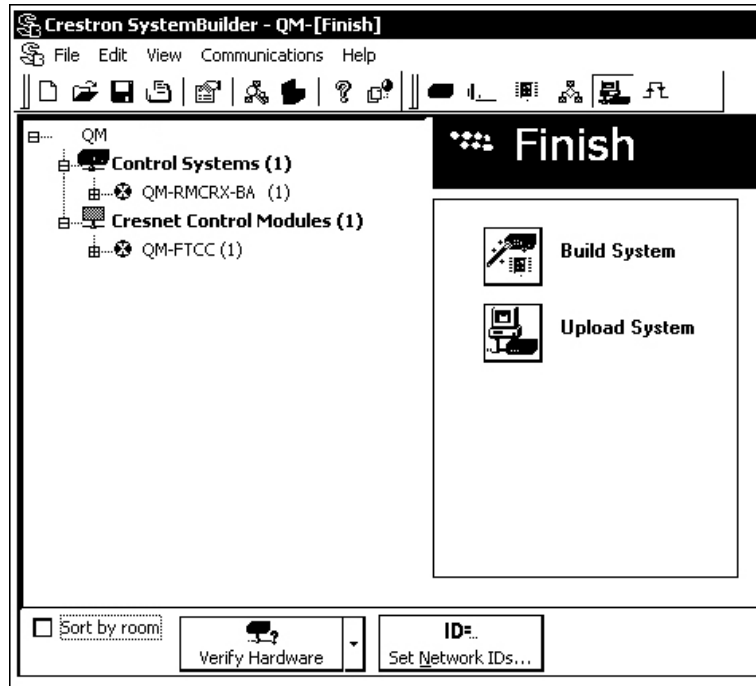 Crestron SystemBuilder - QM-[Finish]
File Edit View Communications Help
QM
Control Systems (1)
QM-RMCRX-BA (1)
Cresnet Control Modules (1)
QM-FTCC (1)
Finish
Build System
Upload System
Sort by room
Verify Hardware
ID=..
Set Network IDs...